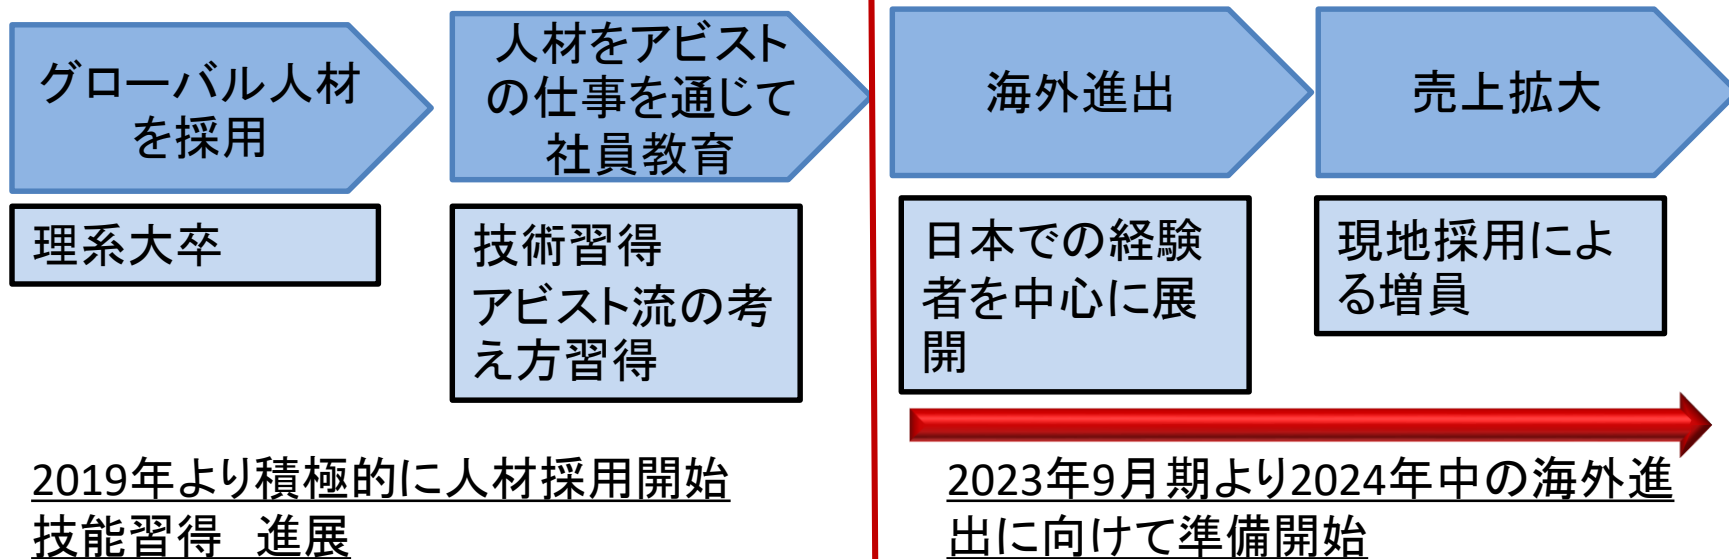 グローバル人材
を採用
人材をアビスト
の仕事を通じて
社員教育
海外進出
売上拡大
理系大卒
技術習得
アビスト流の考
え方習得
日本での経験
者を中心に展
開
現地採用によ
る増員
2019年より積極的に人材採用開始
技能習得　進展
2023年9月期より2024年中の海外進
出に向けて準備開始